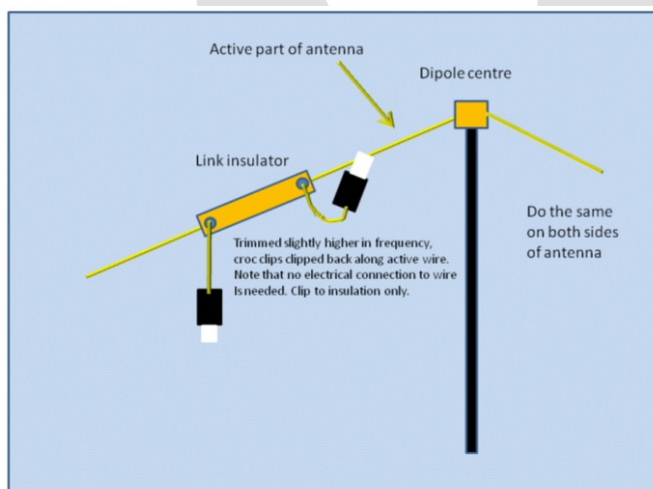 Active part of antenna
Dipole centre
Link insulator
Trimmed slightly higher in frequency,
croc clips clipped back along active wire.
Note that no electrical connection to wire
Is needed. Clip to insulation only.
Do the same
on both sides
of antenna